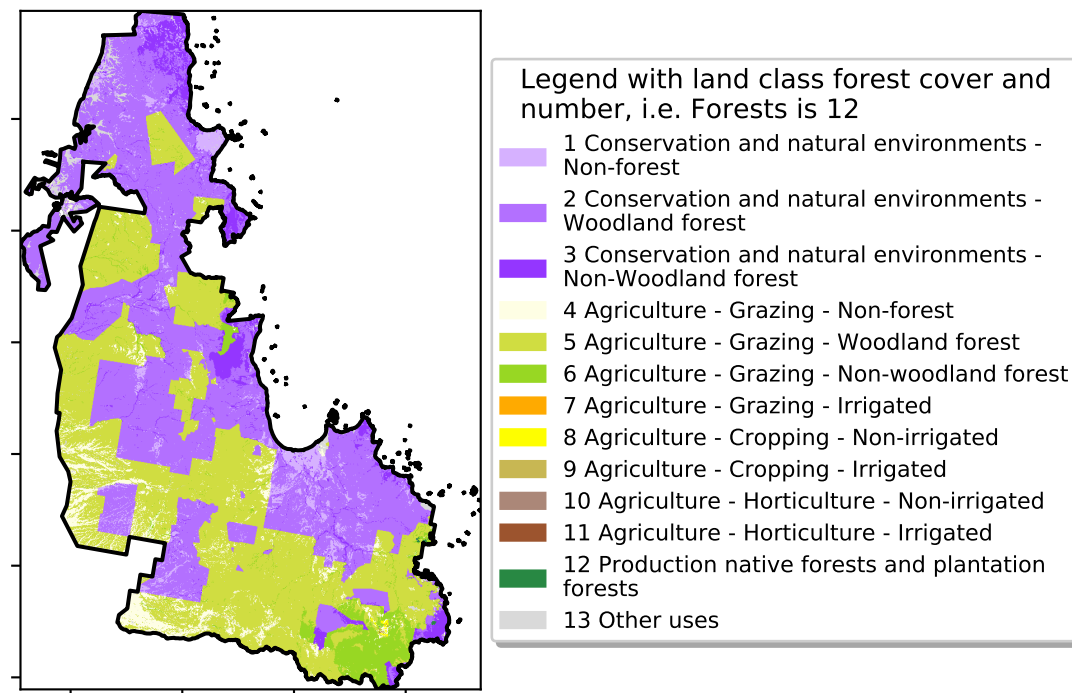 Legend with land class forest cover and
number, i.e. Forests is 12
1 Conservation and natural environments -
Non-forest
2 Conservation and natural environments -
Woodland forest
3 Conservation and natural environments -
Non-Woodland forest
4 Agriculture - Grazing - Non-forest
5 Agriculture - Grazing - Woodland forest
6 Agriculture - Grazing - Non-woodland forest
7 Agriculture - Grazing - Irrigated
8 Agriculture - Cropping - Non-irrigated
9 Agriculture - Cropping - Irrigated
10 Agriculture - Horticulture - Non-irrigated
11 Agriculture - Horticulture - Irrigated
12 Production native forests and plantation
forests
13 Other uses